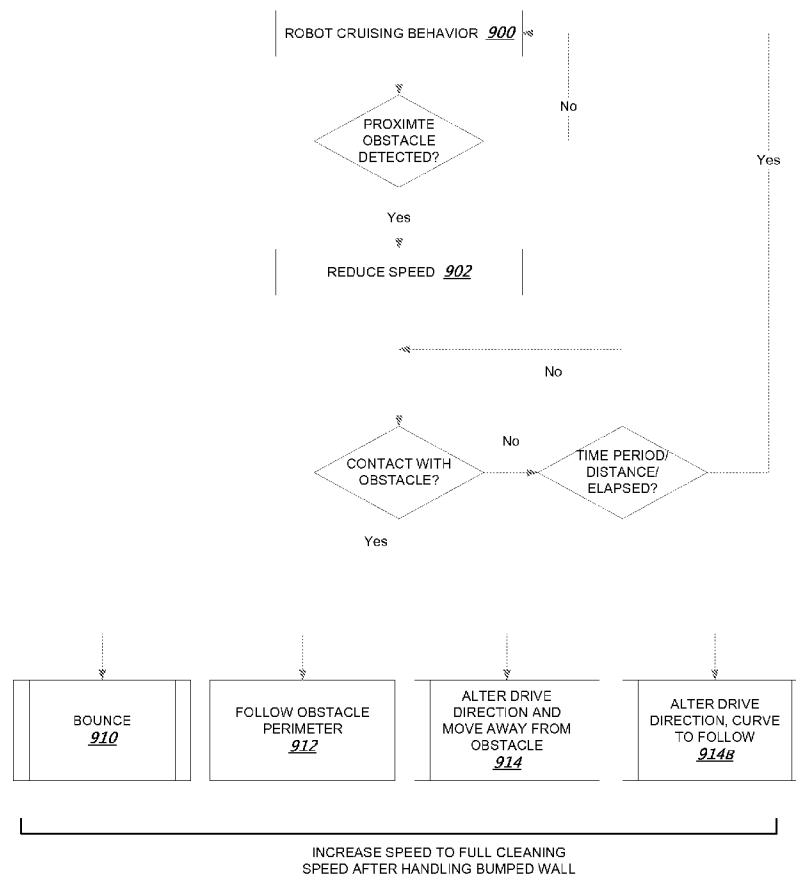 ROBOT CRUISING BEHAVIOR 900
No
PROXIMTE
OBSTACLE
DETECTED?
Yes
Yes
REDUCE SPEED 902
No
No
CONTACT WITH
OBSTACLE?
TIME PERIOD/
DISTANCE/
ELAPSED?
Yes
BOUNCE
910
FOLLOW OBSTACLE
PERIMETER
912
ALTER DRIVE
DIRECTION AND
MOVE AWAY FROM
OBSTACLE
914
ALTER DRIVE
DIRECTION, CURVE
TO FOLLOW
914B
INCREASE SPEED TO FULL CLEANING
SPEED AFTER HANDLING BUMPED WALL